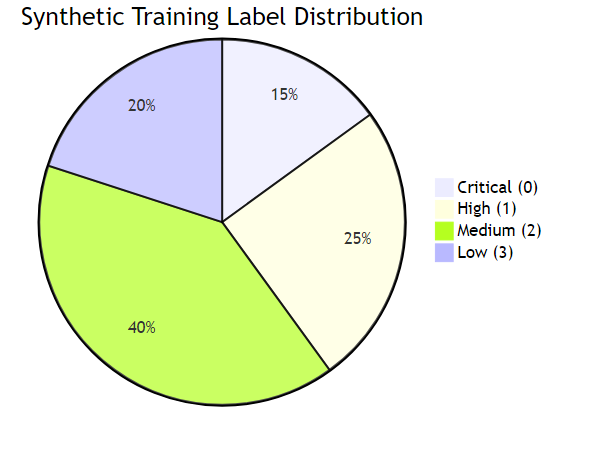 Synthetic Training Label Distribution
15%
20%
25%
40%
Critical (0)
High (1)
Medium (2)
Low (3)